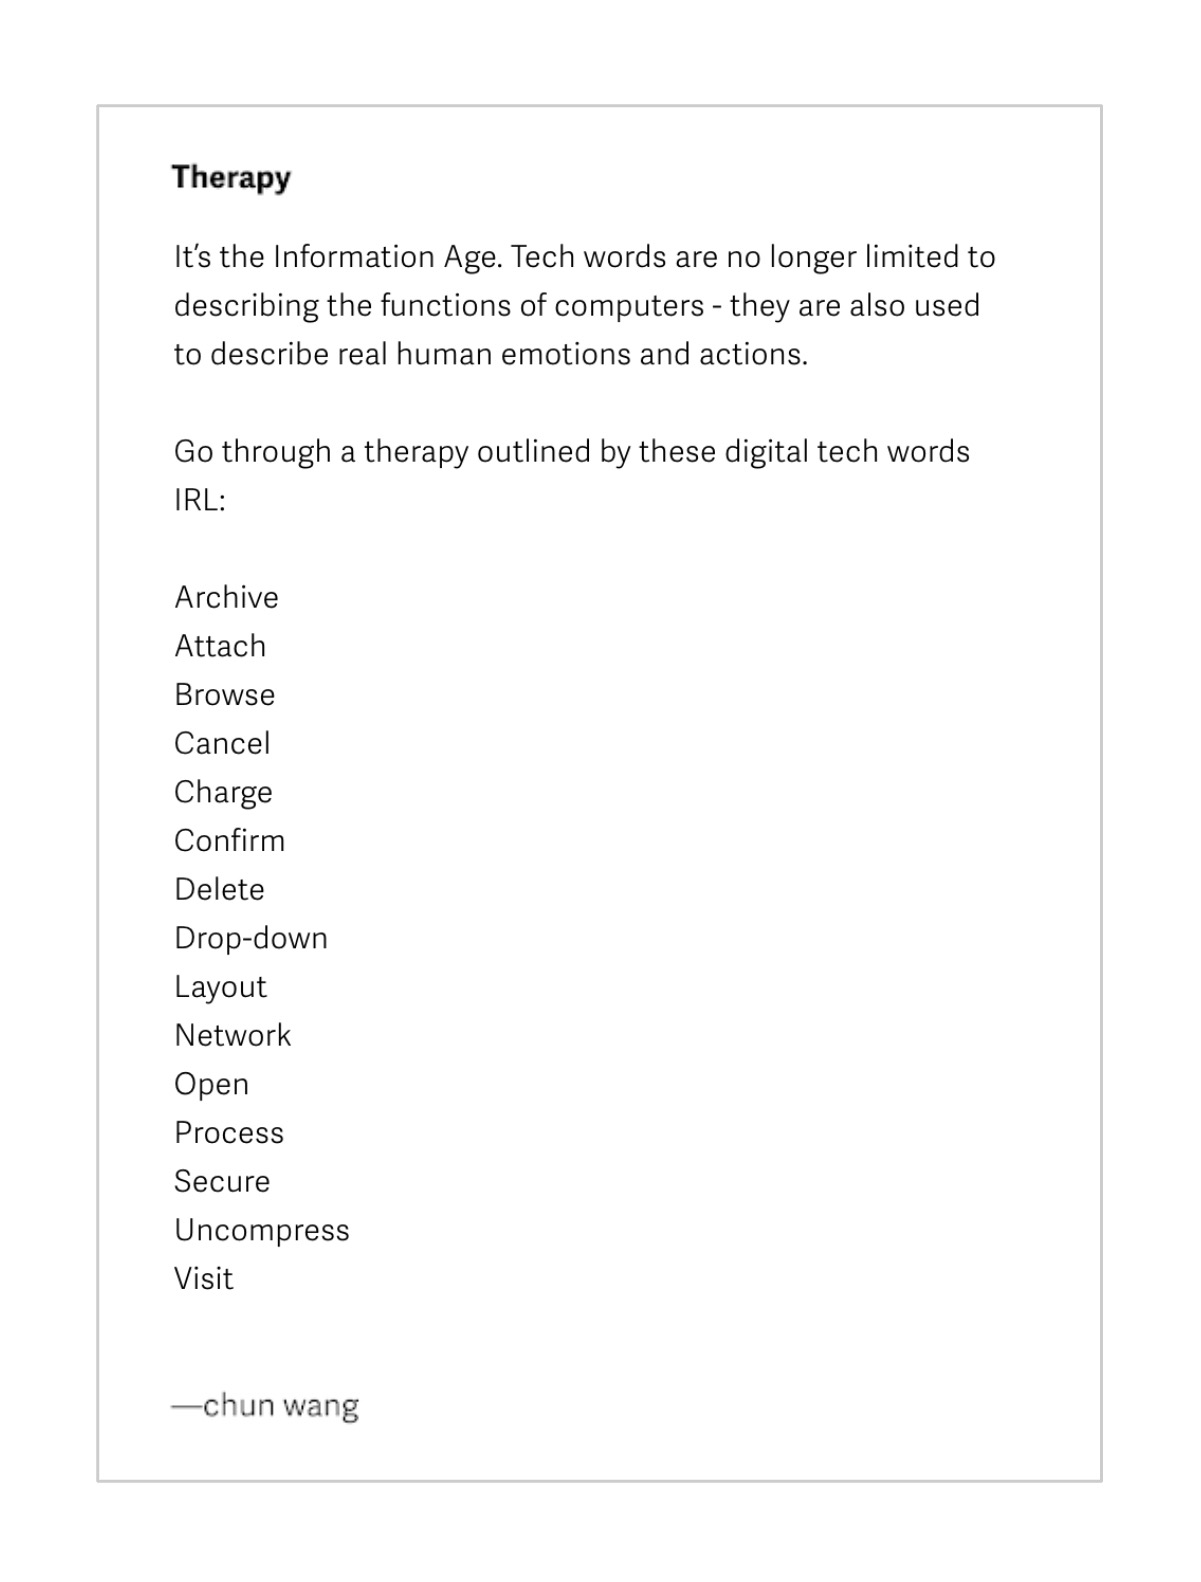 Therapy
It's the Information Age. Tech words are no longer limited to
describing the functions of computers - they are also used
to describe real human emotions and actions.
Go through a therapy outlined by these digital tech words
IRL:
Archive
Attach
Browse
Cancel
Charge
Confirm
Delete
Drop-down
Layout
Network
Open
Process
Secure
Uncompress
Visit
—chun wang